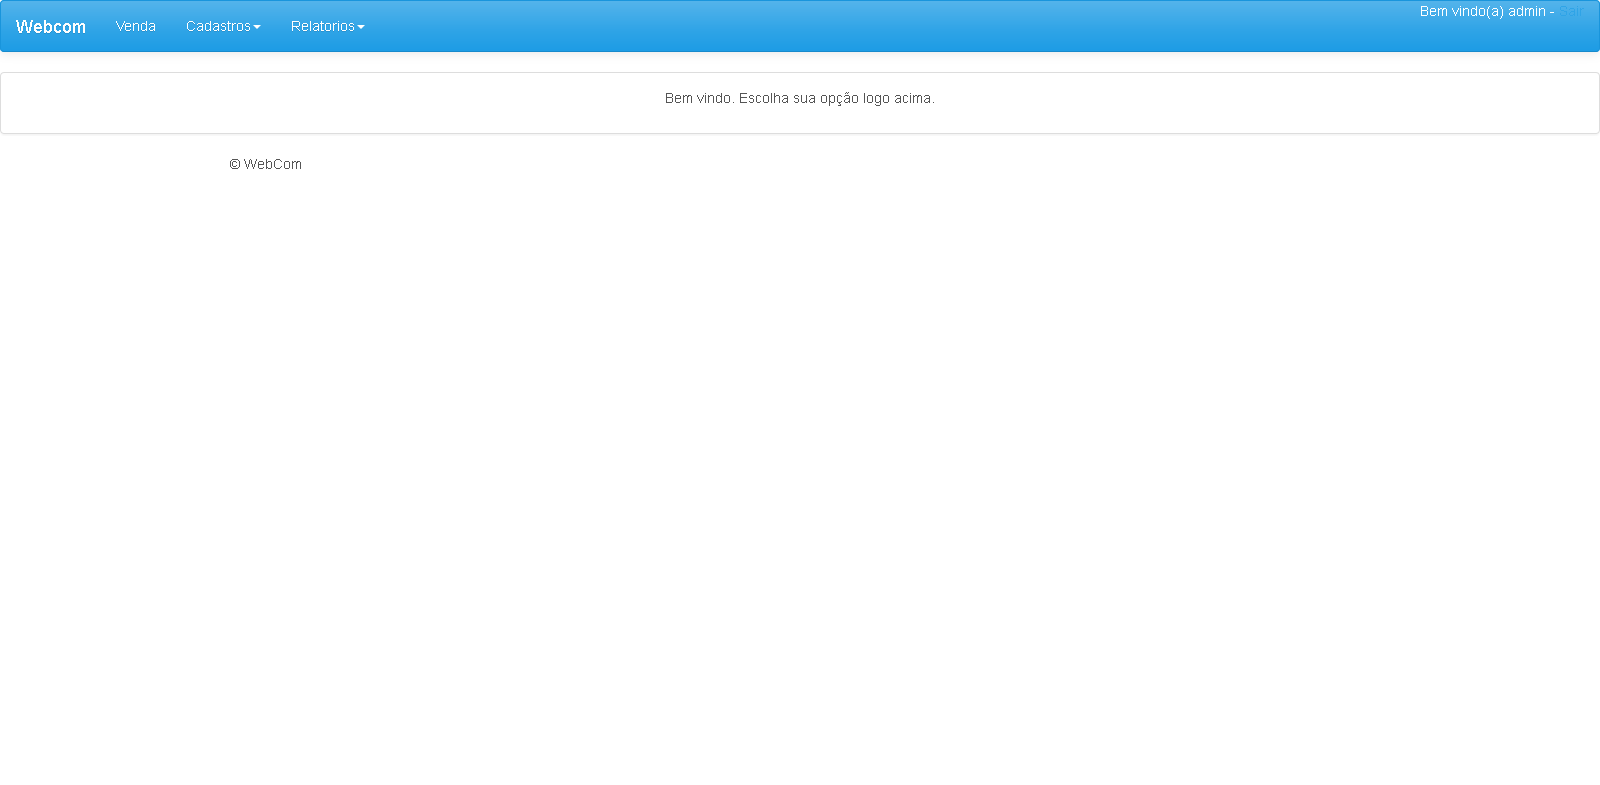 Webcom Venda Cadastros Relatorios Bem vindo(a) admin - Sair
Bem vindo. Escolha sua opção logo acima.
© WebCom